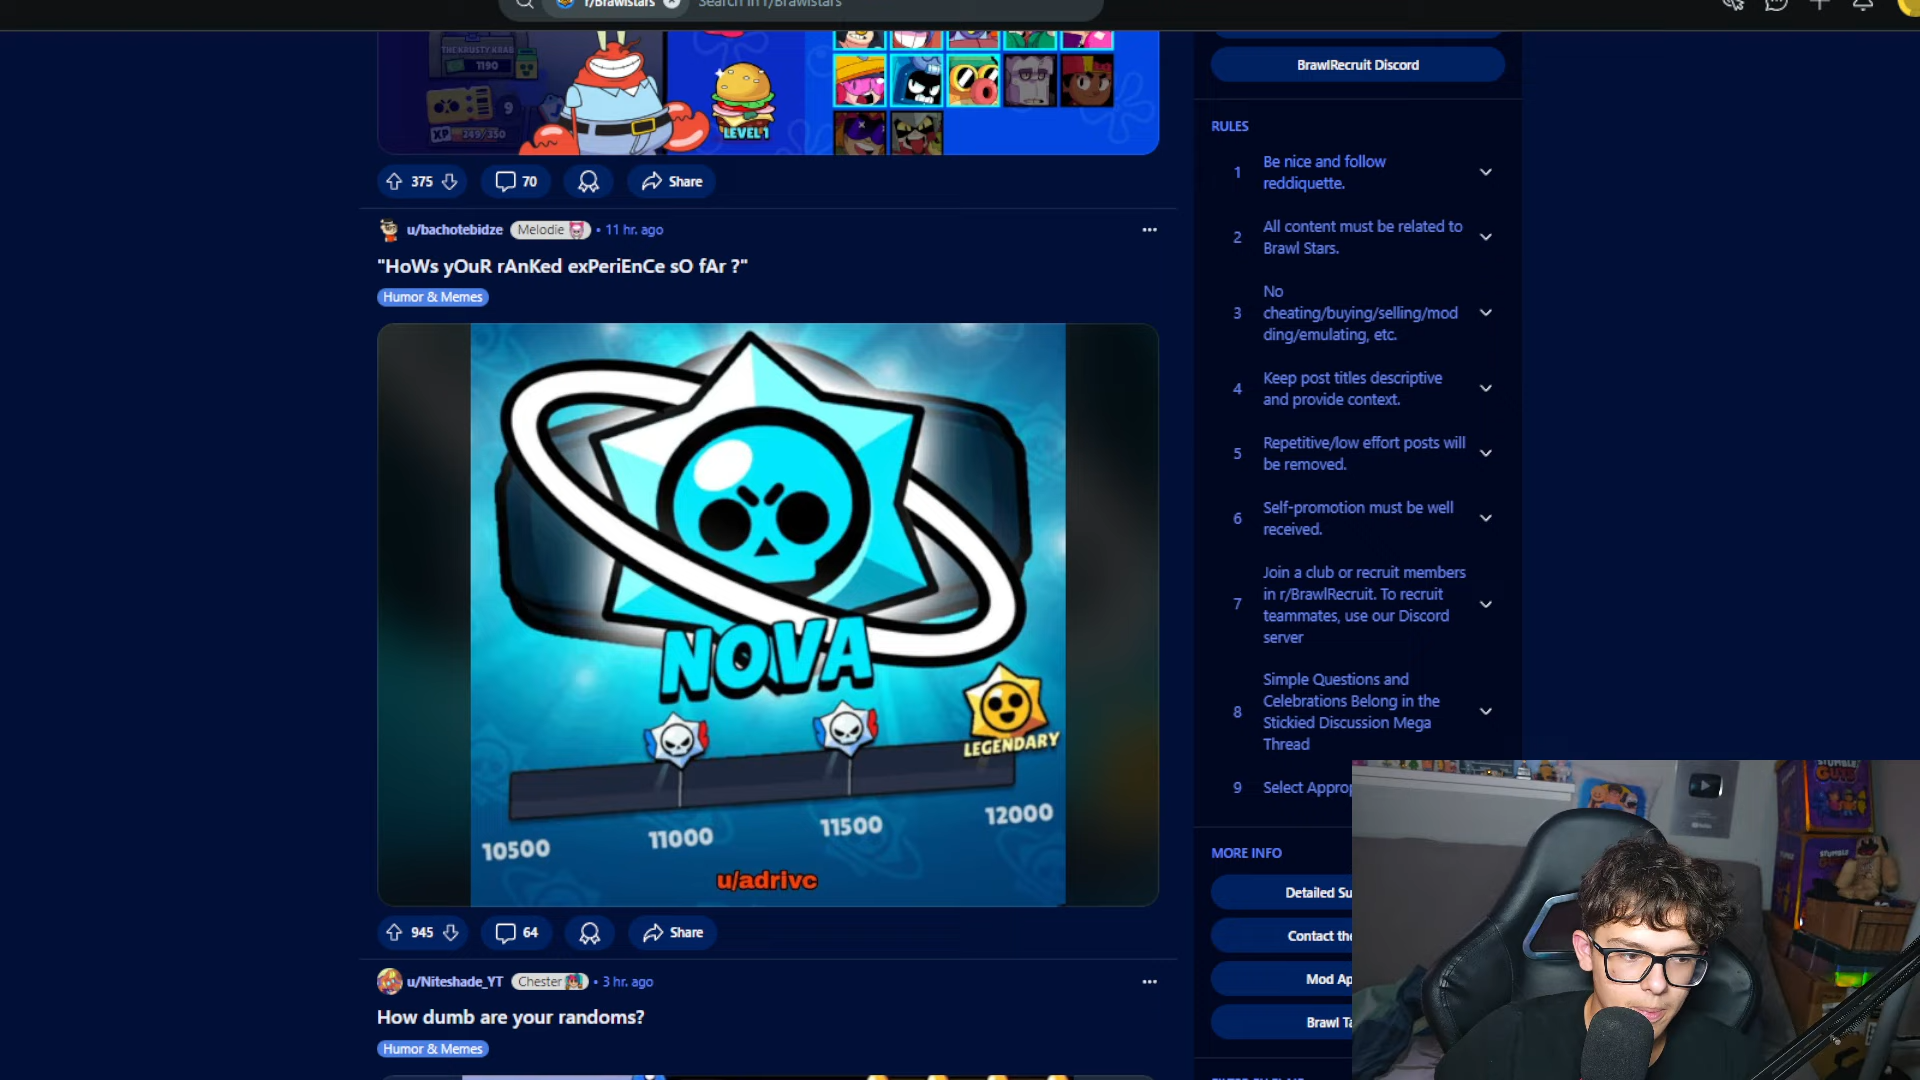 r/Brawlstars
Search in r/Brawlstars
THE KRUSTY KRAB
1190
9
XP 249/350
LEVEL 1
BrawlRecruit Discord
RULES
1 Be nice and follow
reddiquette.
2 All content must be related to
Brawl Stars.
3 No
cheating/buying/selling/mod
ding/emulating, etc.
4 Keep post titles descriptive
and provide context.
5 Repetitive/low effort posts will
be removed.
6 Self-promotion must be well
received.
7 Join a club or recruit members
in r/BrawlRecruit. To recruit
teammates, use our Discord
server
8 Simple Questions and
Celebrations Belong in the
Stickied Discussion Mega
Thread
9 Select Approp
MORE INFO
Detailed Su
Contact the
Mod Ap
Brawl Ta
375
70
Share
u/bachotebidze Melodie • 11 hr. ago
"HoWs yOuR rAnKed exPeriEnCe sO fAr ?"
Humor & Memes
NOVA
LEGENDARY
10500
11000
11500
12000
u/adrivc
945
64
Share
u/Niteshade_YT Chester • 3 hr. ago
How dumb are your randoms?
Humor & Memes
STUMBLE
GUYS